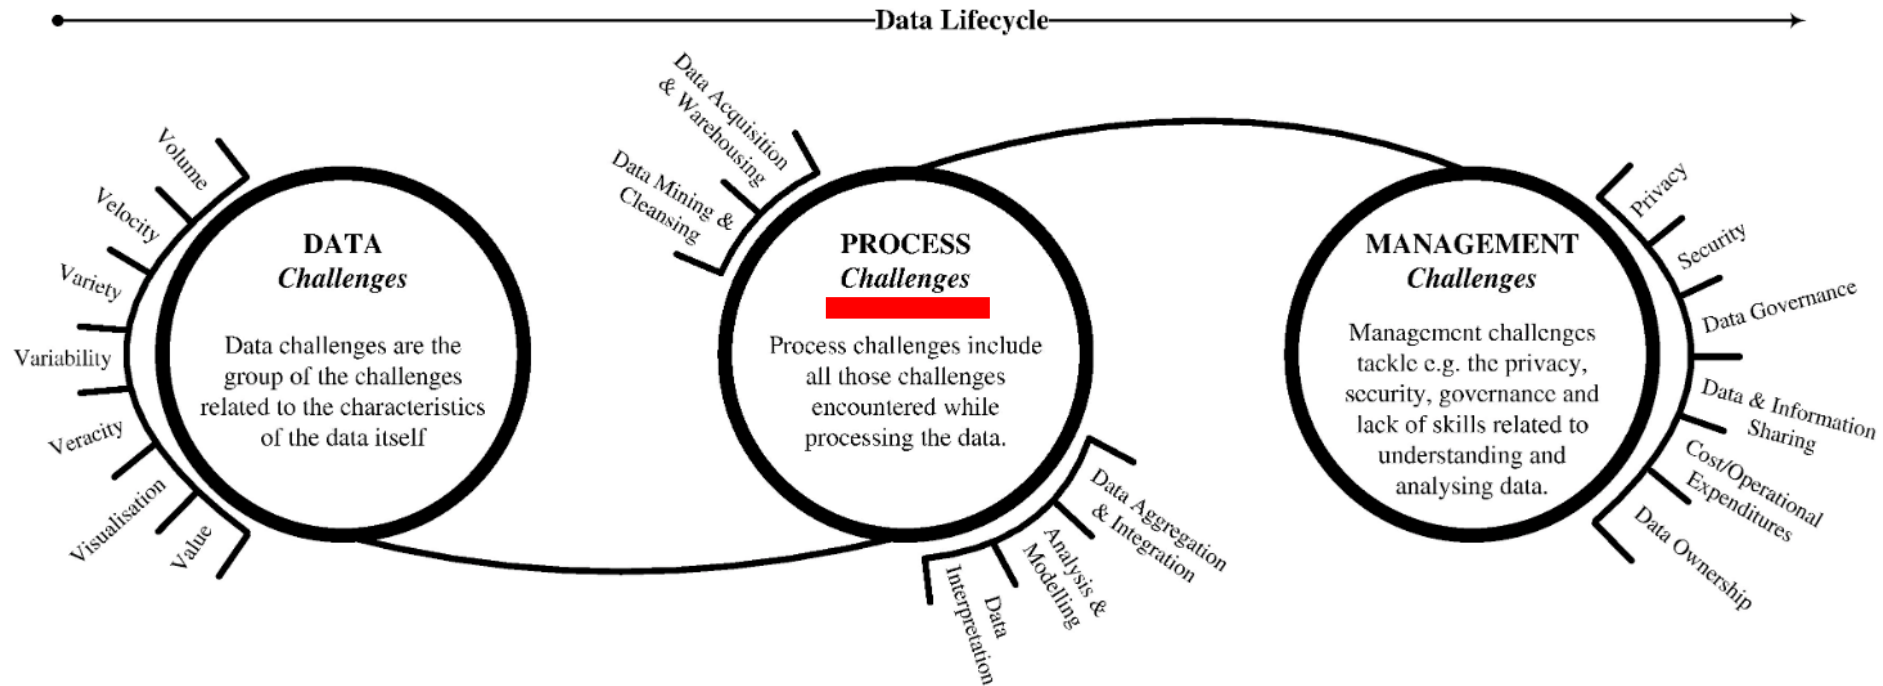 Data Lifecycle
Volume
Velocity
Variety
Variability
Veracity
Visualisation
Value
DATA
Challenges
Data challenges are the
group of the challenges
related to the characteristics
of the data itself
Data Acquisition
& Warehousing
Data Mining &
Cleansing
PROCESS
Challenges
Process challenges include
all those challenges
encountered while
processing the data.
Data Aggregation
& Integration
Analysis &
Modelling
Data
Interpretation
MANAGEMENT
Challenges
Management challenges
tackle e.g. the privacy,
security, governance and
lack of skills related to
understanding and
analysing data.
Privacy
Security
Data Governance
Data & Information
Sharing
Cost/Operational
Expenditures
Data Ownership